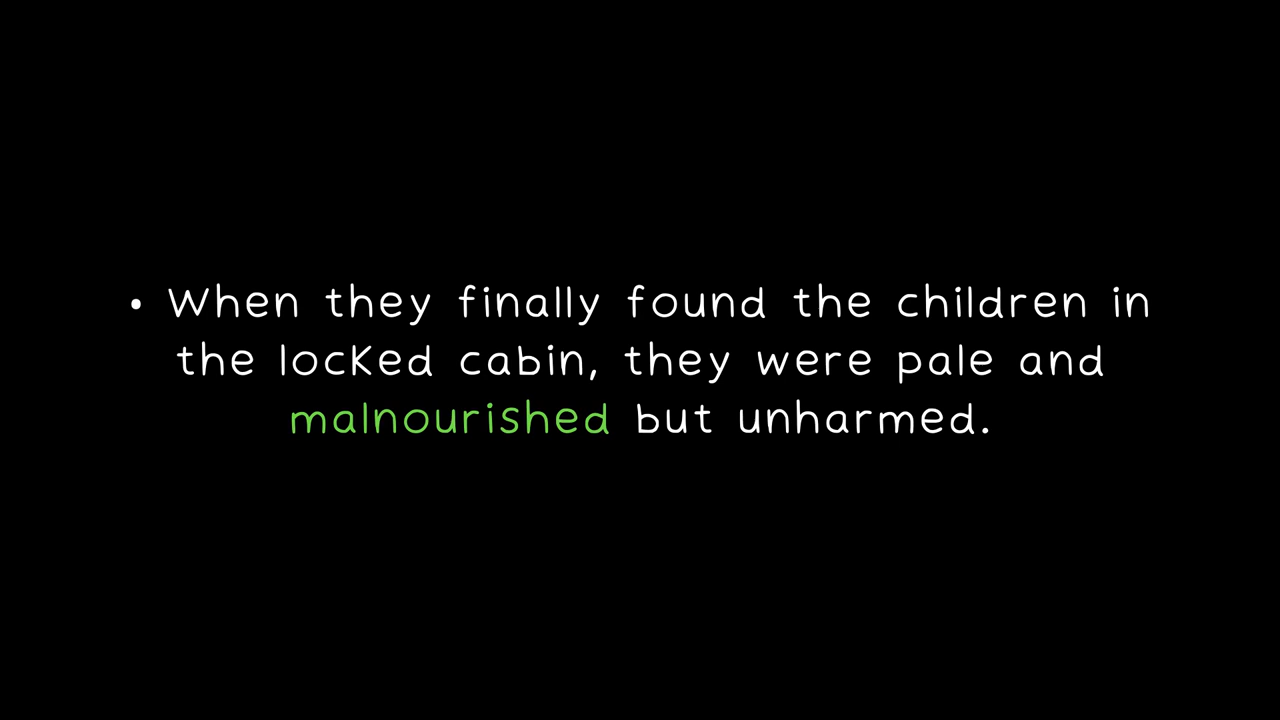 • When they finally found the children in
the locked cabin, they were pale and
malnourished but unharmed.